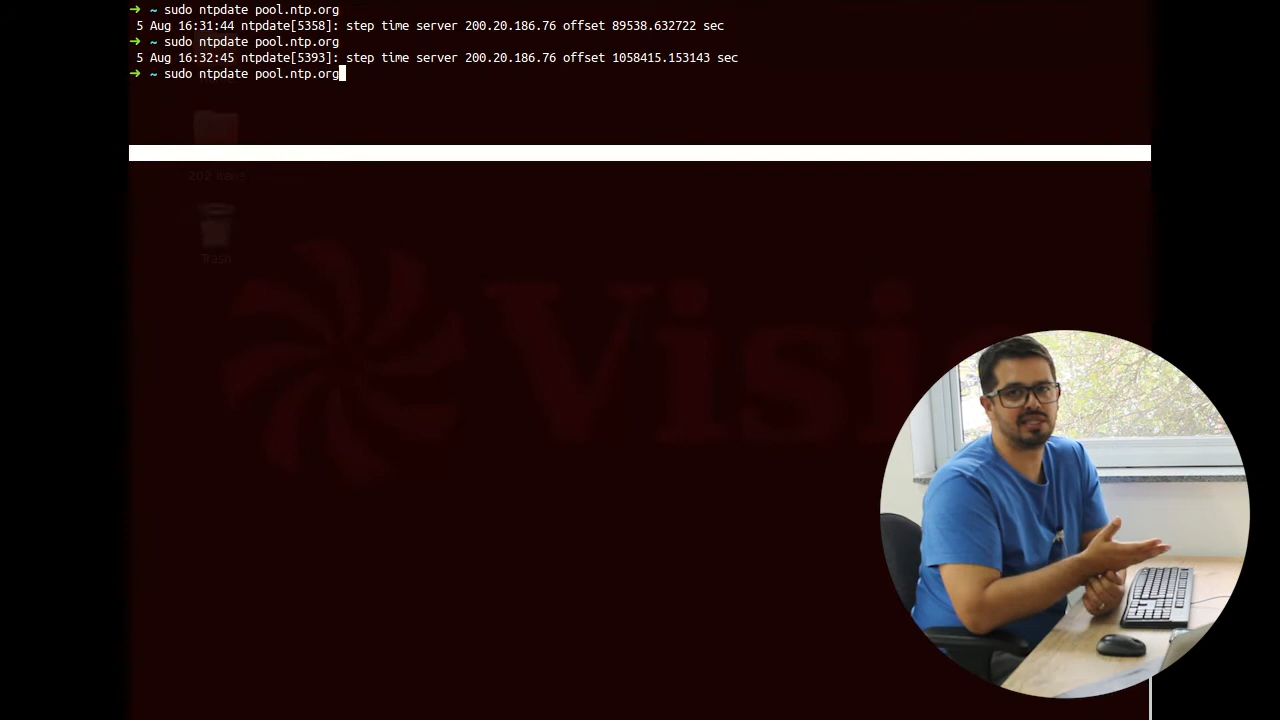 ➜ ~ sudo ntpdate pool.ntp.org
5 Aug 16:31:44 ntpdate[5358]: step time server 200.20.186.76 offset 89538.632722 sec
➜ ~ sudo ntpdate pool.ntp.org
5 Aug 16:32:45 ntpdate[5393]: step time server 200.20.186.76 offset 1058415.153143 sec
➜ ~ sudo ntpdate pool.ntp.org
Trash
Visi